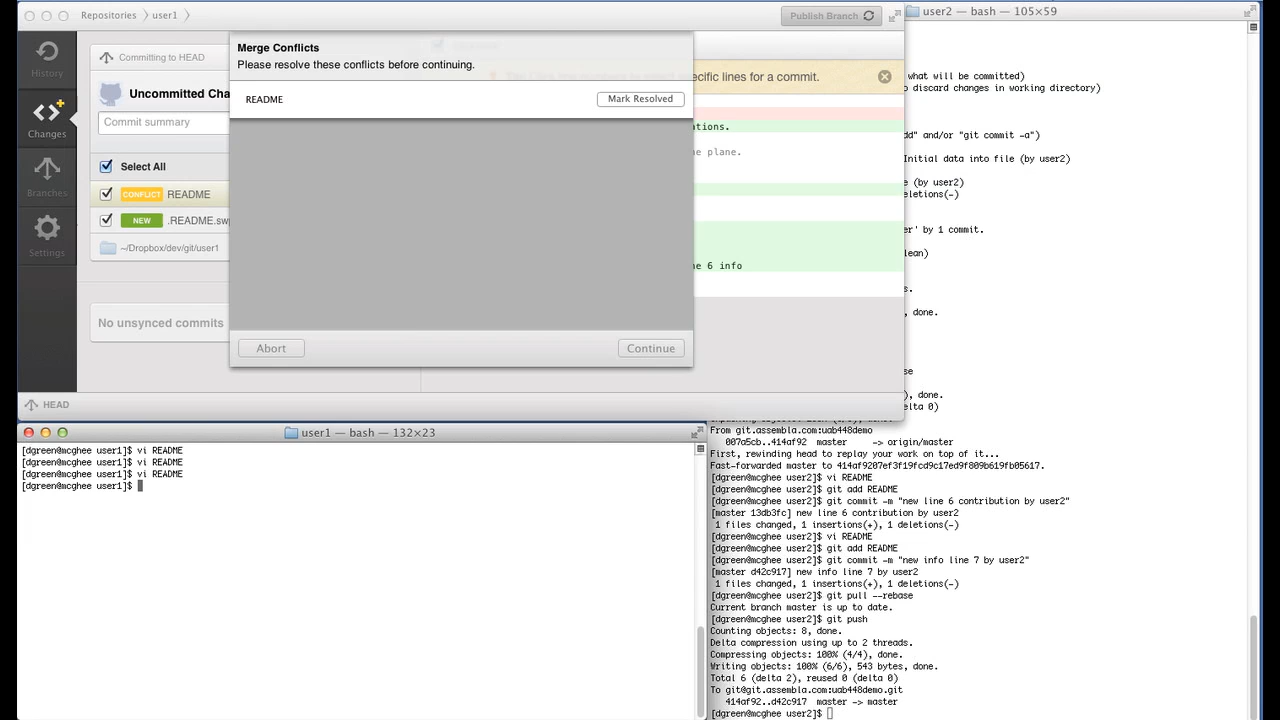 Repositories
user1
Publish Branch
user2 — bash — 105×59
History
Changes
Branches
Settings
Committing to HEAD
Uncommitted Cha
Commit summary
Select All
CONFLICT README
NEW .README.sw
~/Dropbox/dev/git/user1
No unsynced commits
HEAD
Merge Conflicts
Please resolve these conflicts before continuing.
README
Mark Resolved
Abort
Continue
cific lines for a commit.
tions.
e plane.
e 6 info
what will be committed)
o discard changes in working directory)
dd" and/or "git commit -a")
Initial data into file (by user2)
e (by user2)
eletions(-)
er' by 1 commit.
lean)
s.
, done.
se
), done.
elta 0)
From git.assembla.com:uab448demo
007a5cb..414af92 master -> origin/master
First, rewinding head to replay your work on top of it...
Fast-forwarded master to 414af9207ef3f19fcd9c17ed9f809b619fb05617.
[dgreen@mcghee user2]$ vi README
[dgreen@mcghee user2]$ git add README
[dgreen@mcghee user2]$ git commit -m "new line 6 contribution by user2"
[master 13db3fc] new line 6 contribution by user2
1 files changed, 1 insertions(+), 1 deletions(-)
[dgreen@mcghee user2]$ vi README
[dgreen@mcghee user2]$ git add README
[dgreen@mcghee user2]$ git commit -m "new info line 7 by user2"
[master d42c917] new info line 7 by user2
1 files changed, 1 insertions(+), 1 deletions(-)
[dgreen@mcghee user2]$ git pull --rebase
Current branch master is up to date.
[dgreen@mcghee user2]$ git push
Counting objects: 8, done.
Delta compression using up to 2 threads.
Compressing objects: 100% (4/4), done.
Writing objects: 100% (6/6), 543 bytes, done.
Total 6 (delta 2), reused 0 (delta 0)
To git@git.assembla.com:uab448demo.git
414af92..d42c917 master -> master
[dgreen@mcghee user2]$
user1 — bash — 132×23
[dgreen@mcghee user1]$ vi README
[dgreen@mcghee user1]$ vi README
[dgreen@mcghee user1]$ vi README
[dgreen@mcghee user1]$